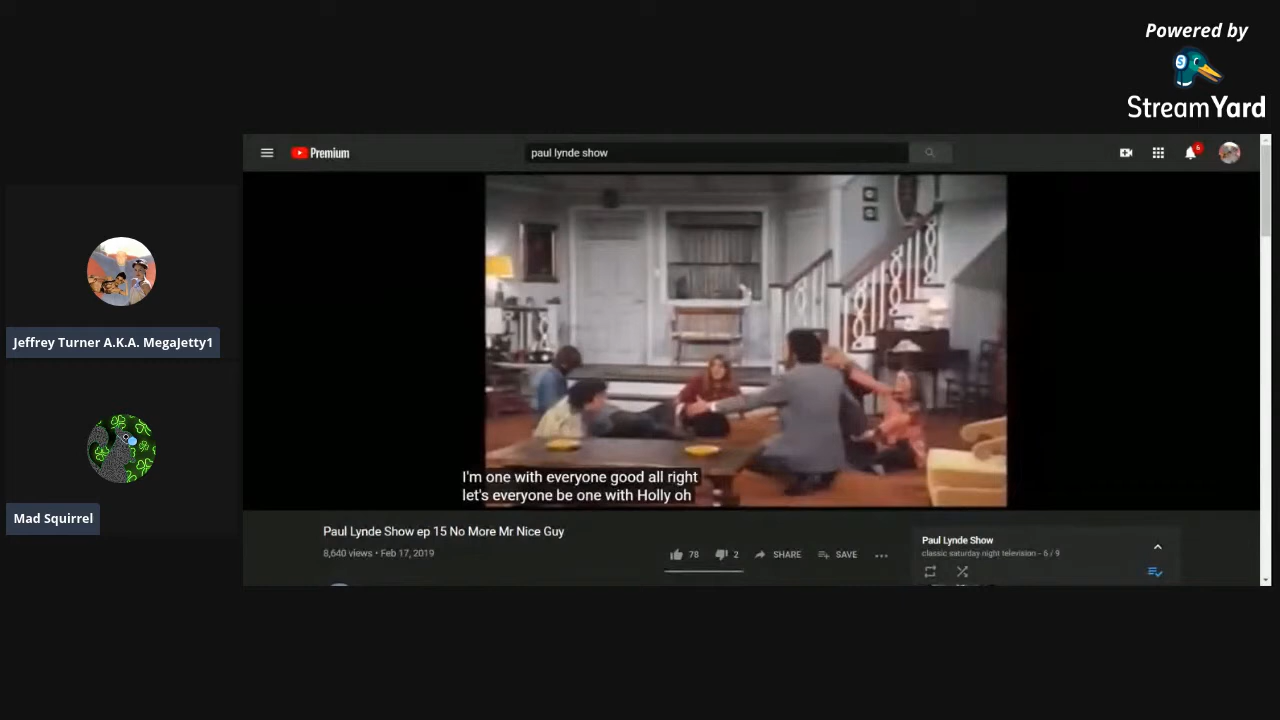 Powered by
StreamYard
Premium
paul lynde show
6
Jeffrey Turner A.K.A. MegaJetty1
Mad Squirrel
I'm one with everyone good all right
let's everyone be one with Holly oh
Paul Lynde Show ep 15 No More Mr Nice Guy
8,640 views • Feb 17, 2019
78
2
SHARE
SAVE
Paul Lynde Show
classic saturday night television - 6 / 9